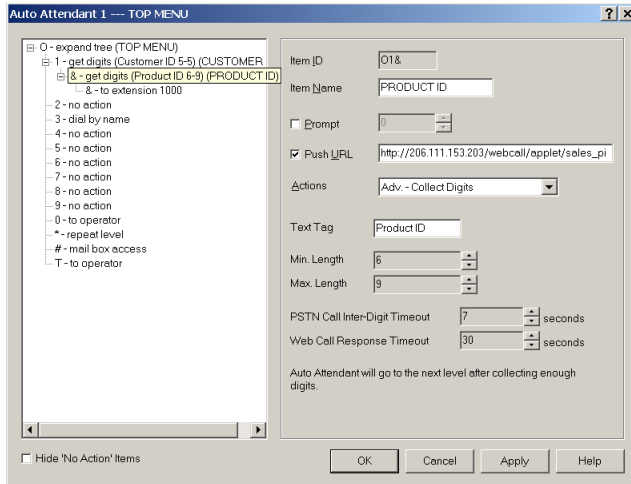 Auto Attendant 1 --- TOP MENU
O - expand tree (TOP MENU)
1 - get digits (Customer ID 5-5) (CUSTOMER
& - get digits (Product ID 6-9) (PRODUCT ID)
& - to extension 1000
2 - no action
3 - dial by name
4 - no action
5 - no action
6 - no action
7 - no action
8 - no action
9 - no action
0 - to operator
* - repeat level
# - mail box access
T - to operator
Hide 'No Action' Items
Item ID O1&
Item Name PRODUCT ID
Prompt 0
Push URL http://206.111.153.203/webcall/applet/sales_pi
Actions Adv. - Collect Digits
Text Tag Product ID
Min. Length 6
Max. Length 9
PSTN Call Inter-Digit Timeout 7 seconds
Web Call Response Timeout 30 seconds
Auto Attendant will go to the next level after collecting enough
digits.
OK Cancel Apply Help